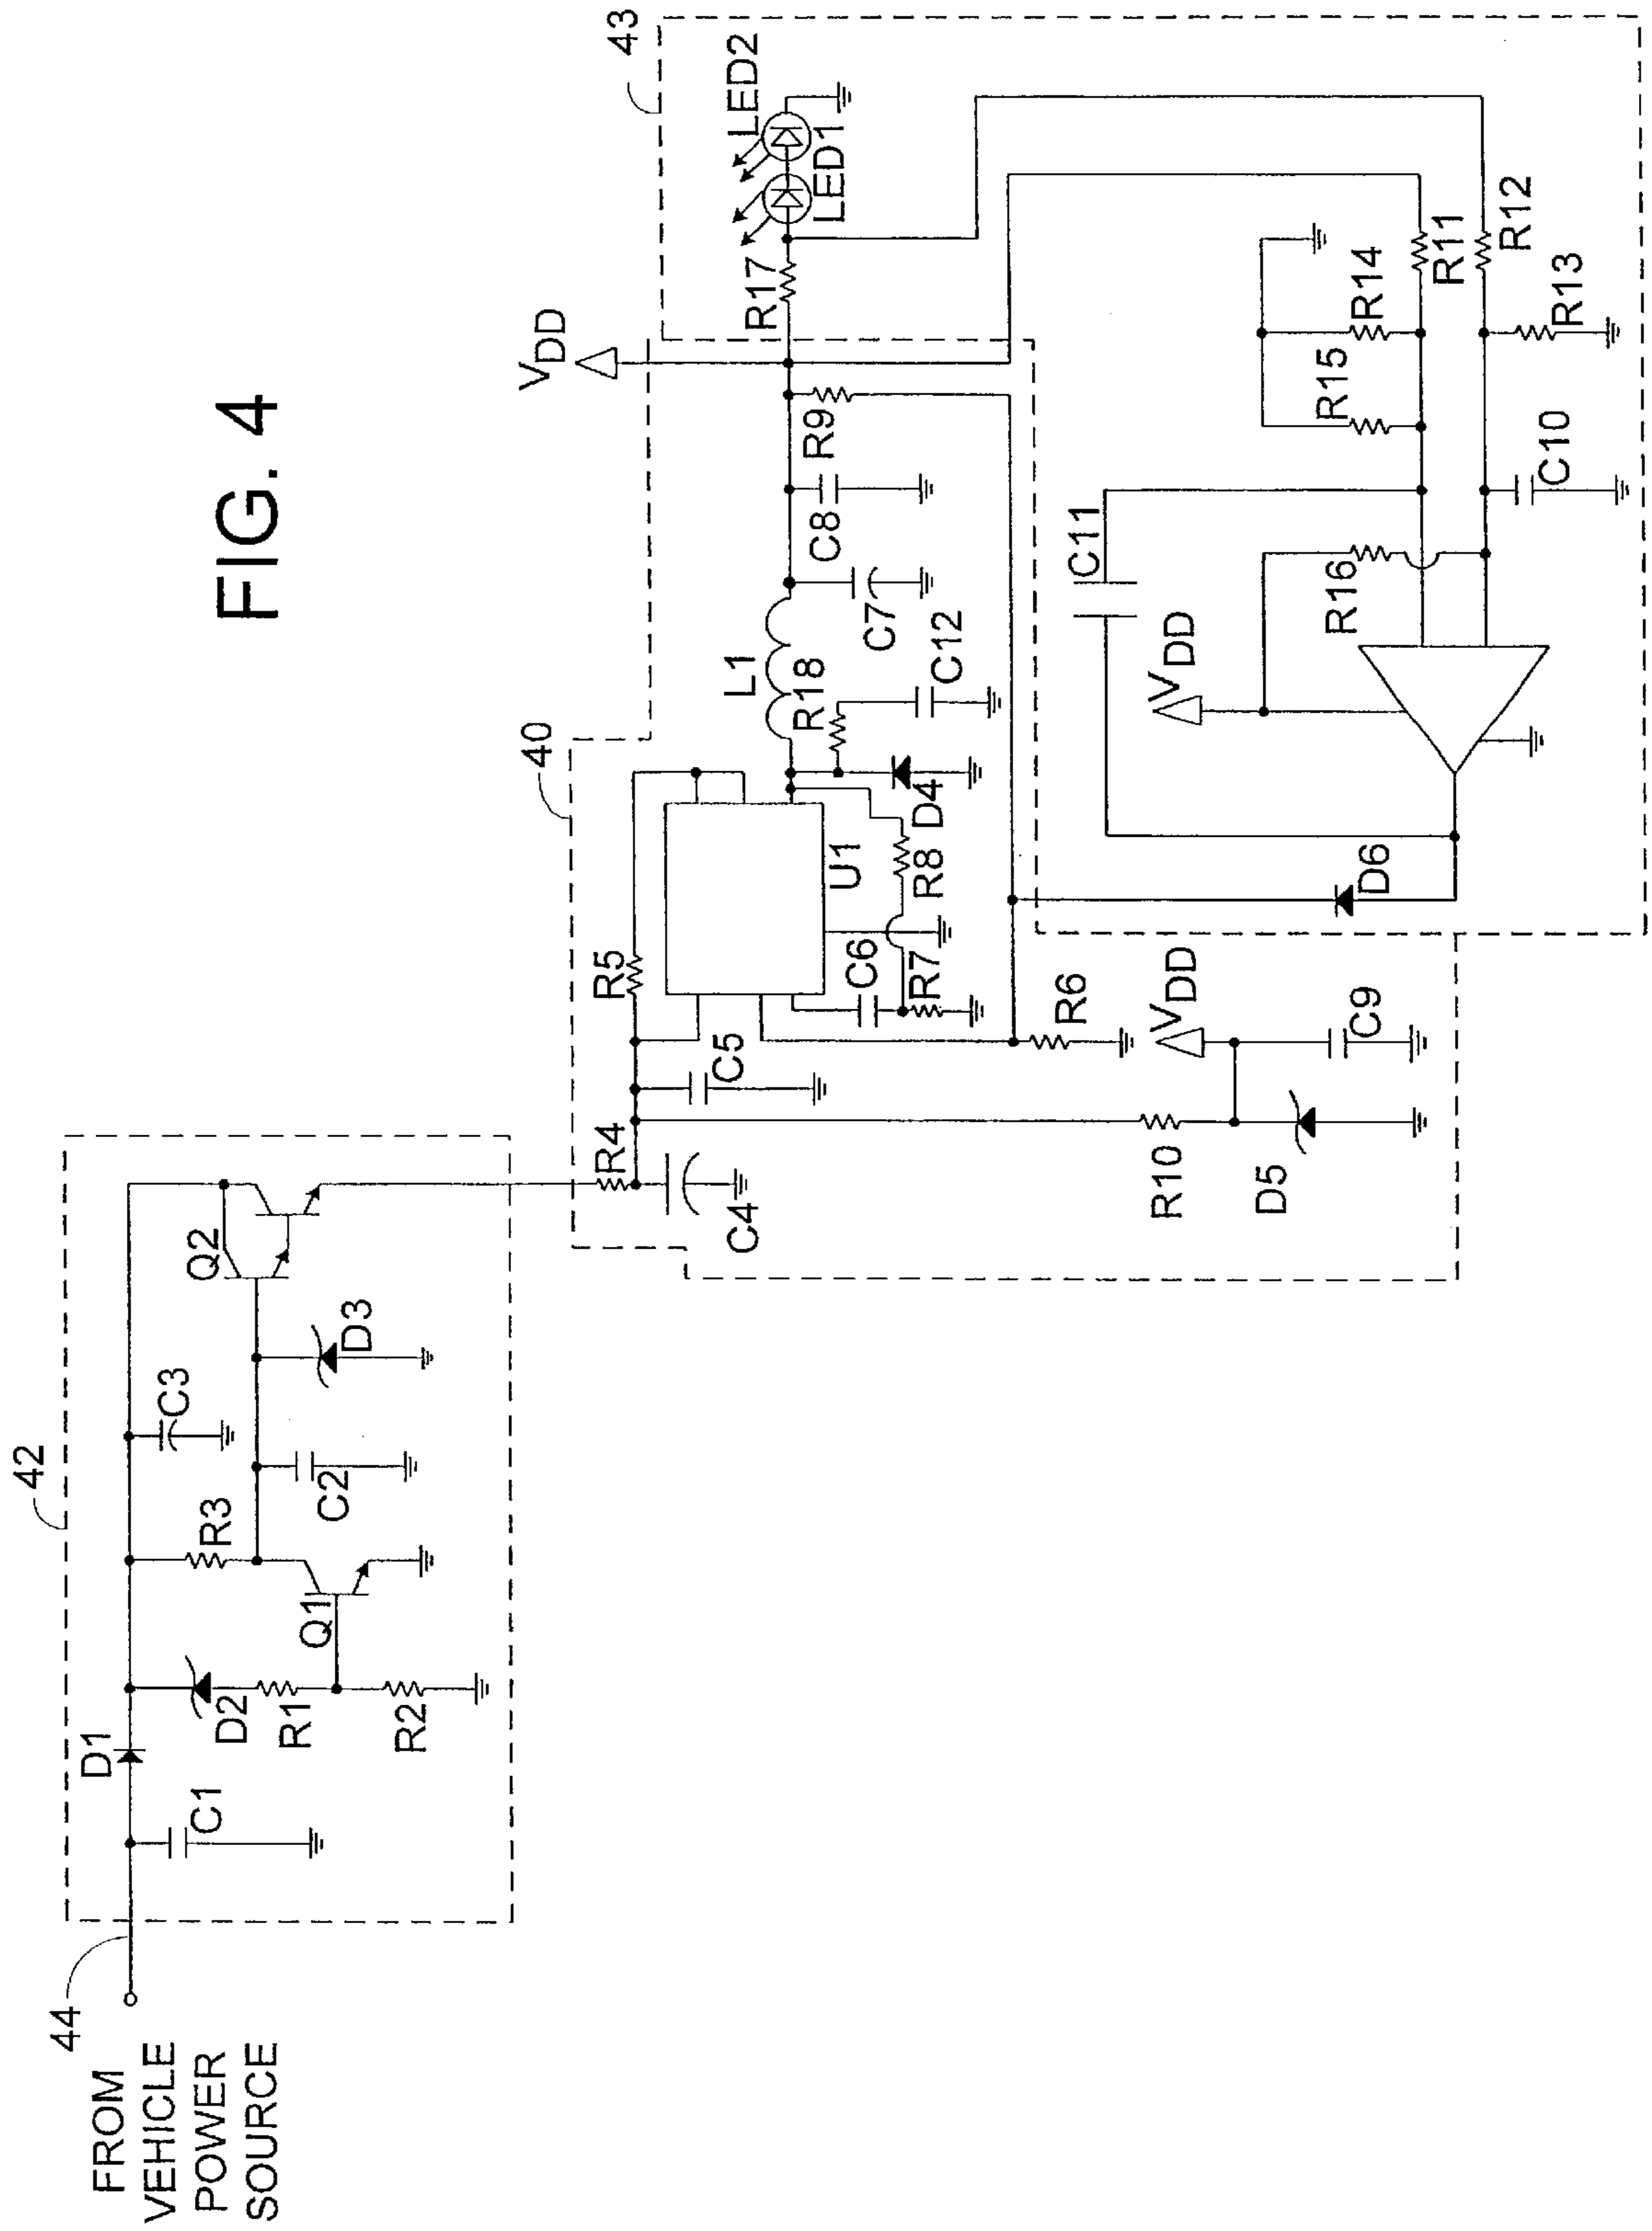 FIG. 4
FROM
VEHICLE
POWER
SOURCE
44
42
C1
D1
D2
R1
R2
Q1
R3
C2
C3
D3
Q2
40
R4
C4
C5
R5
U1
C6
R7
R8
D4
R18
C12
L1
C7
C8
R9
VDD
R6
R10
D5
VDD
C9
43
R17
LED1
LED2
D6
C11
VDD
R16
R15
R14
R11
R12
R13
C10